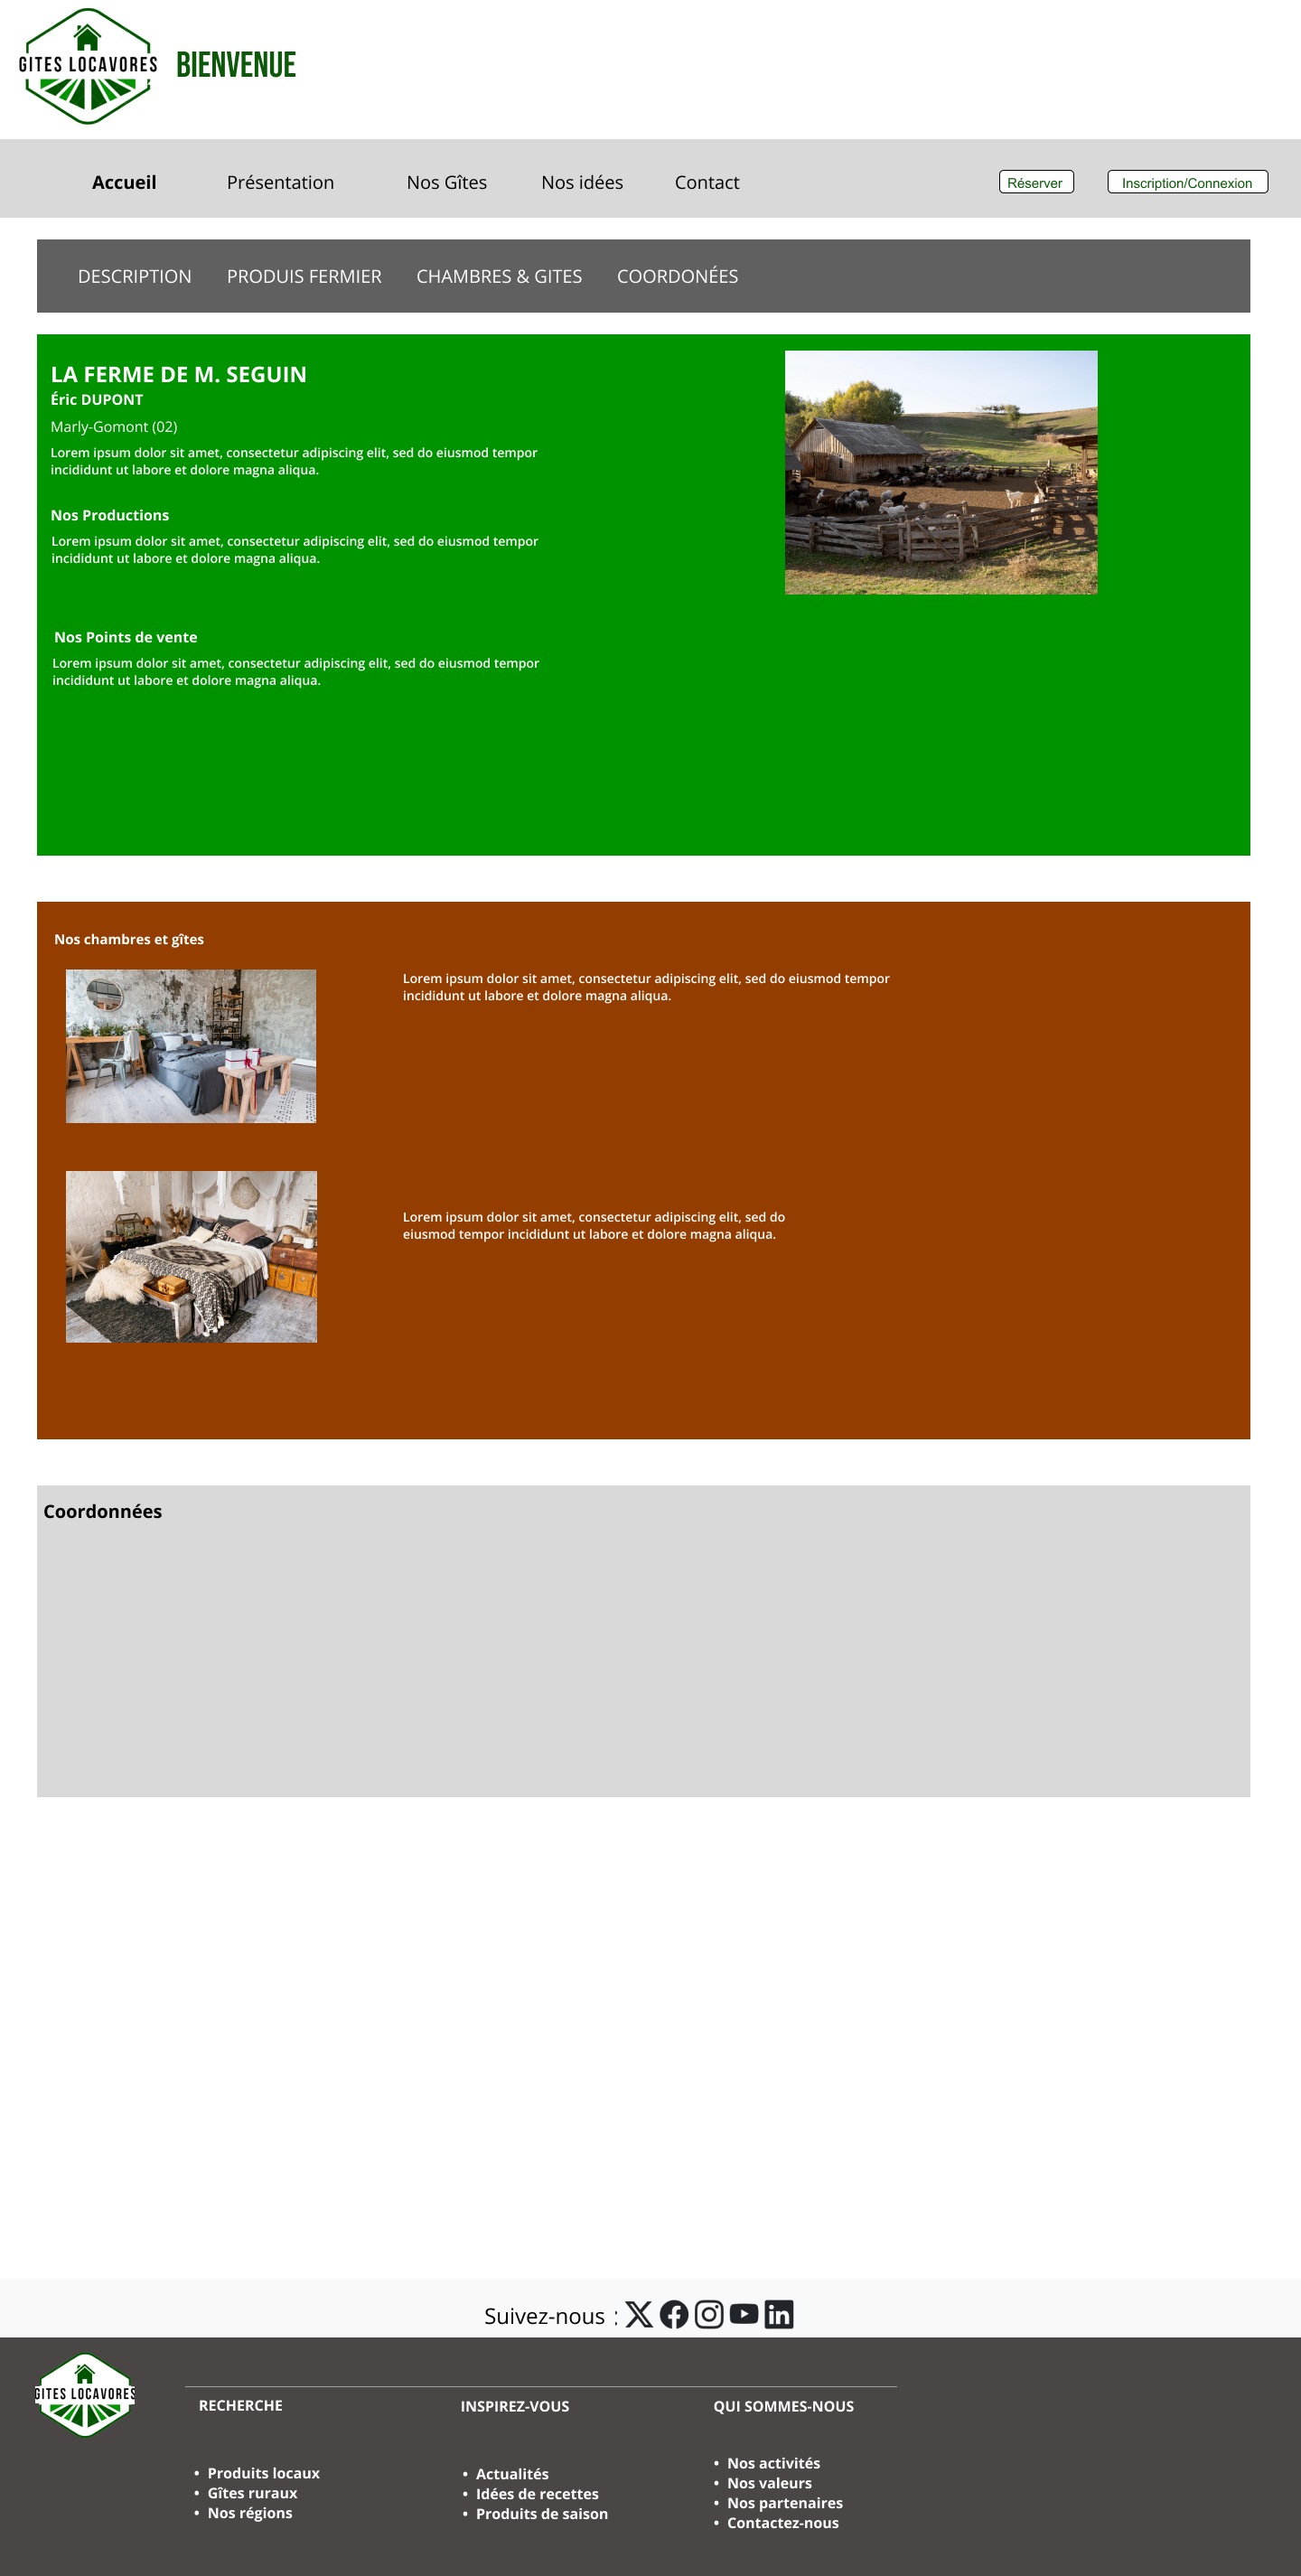 GITES LOCAVORES
BIENVENUE
Accueil
Présentation
Nos Gîtes
Nos idées
Contact
Réserver
Inscription/Connexion
DESCRIPTION
PRODUIS FERMIER
CHAMBRES & GITES
COORDONÉES
LA FERME DE M. SEGUIN
Éric DUPONT
Marly-Gomont (02)
Lorem ipsum dolor sit amet, consectetur adipiscing elit, sed do eiusmod tempor
incididunt ut labore et dolore magna aliqua.
Nos Productions
Lorem ipsum dolor sit amet, consectetur adipiscing elit, sed do eiusmod tempor
incididunt ut labore et dolore magna aliqua.
Nos Points de vente
Lorem ipsum dolor sit amet, consectetur adipiscing elit, sed do eiusmod tempor
incididunt ut labore et dolore magna aliqua.
Nos chambres et gîtes
Lorem ipsum dolor sit amet, consectetur adipiscing elit, sed do eiusmod tempor
incididunt ut labore et dolore magna aliqua.
Lorem ipsum dolor sit amet, consectetur adipiscing elit, sed do
eiusmod tempor incididunt ut labore et dolore magna aliqua.
Coordonnées
Suivez-nous :
GITES LOCAVORES
RECHERCHE
• Produits locaux
• Gîtes ruraux
• Nos régions
INSPIREZ-VOUS
• Actualités
• Idées de recettes
• Produits de saison
QUI SOMMES-NOUS
• Nos activités
• Nos valeurs
• Nos partenaires
• Contactez-nous